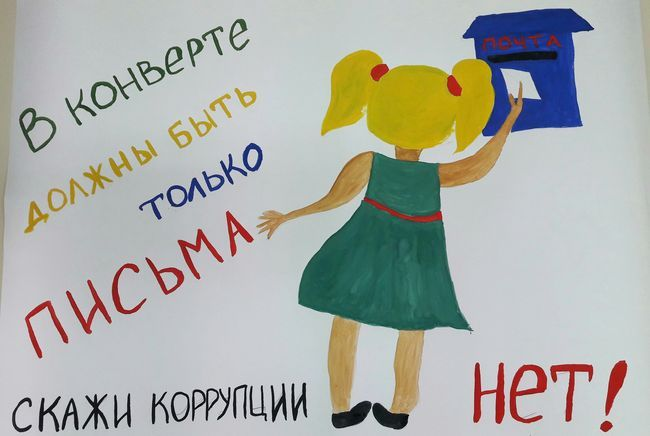 В КОНВЕРТЕ
ДОЛЖНЫ БЫТЬ
ТОЛЬКО
ПИСЬМА
СКАЖИ КОРРУПЦИИ
НЕТ!
ПОЧТА